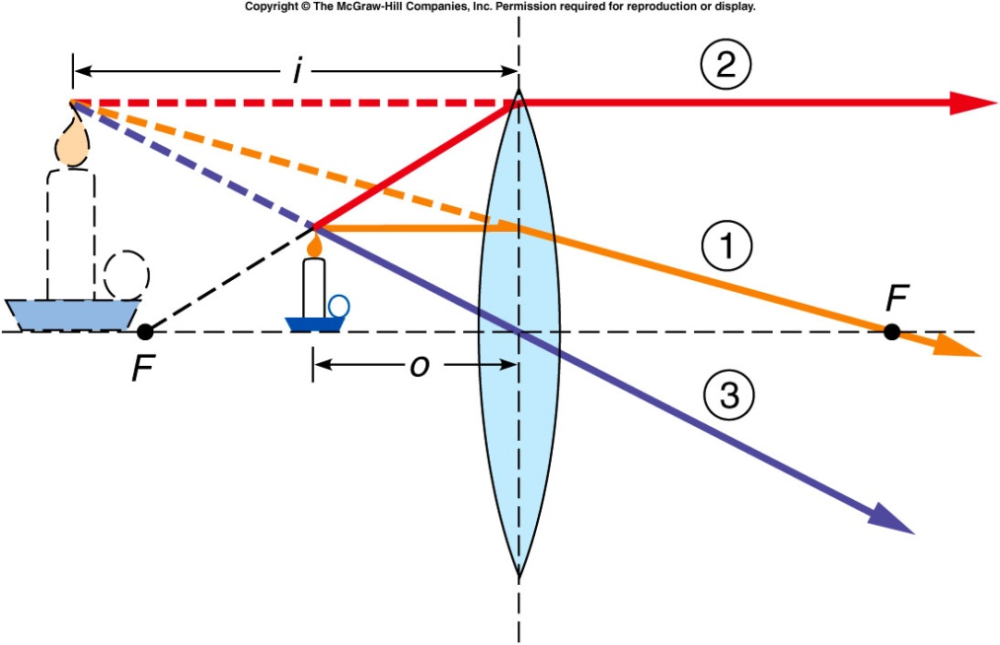 Copyright © The McGraw-Hill Companies, Inc. Permission required for reproduction or display.
i
2
1
F
F
o
3